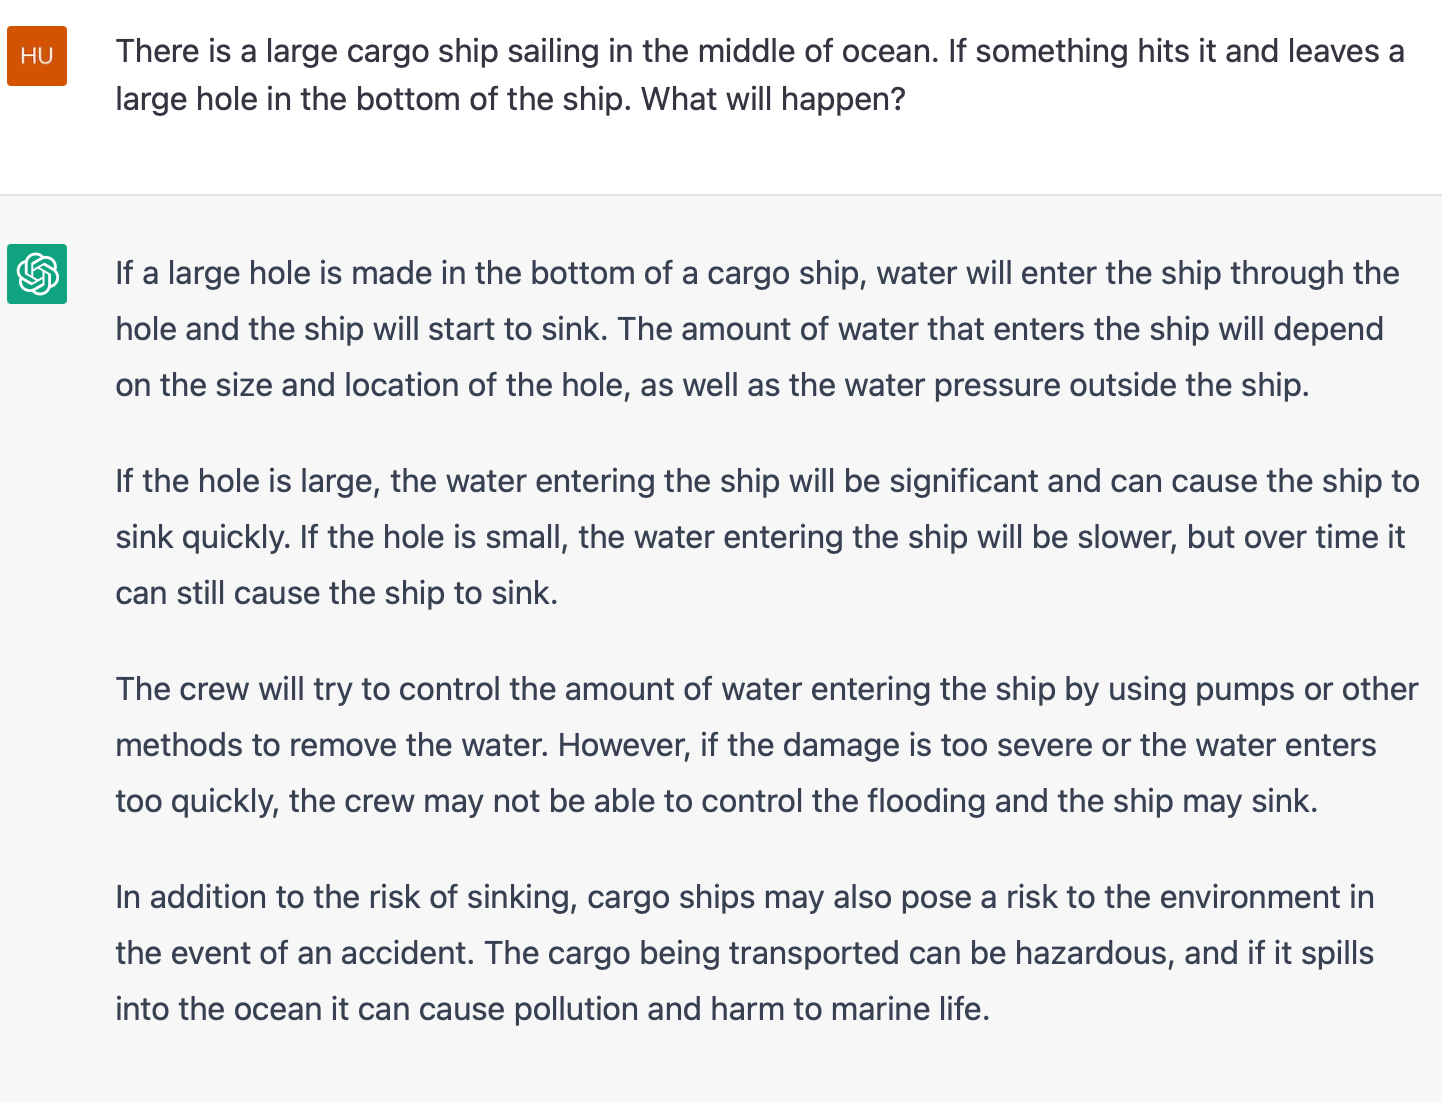 HU
There is a large cargo ship sailing in the middle of ocean. If something hits it and leaves a
large hole in the bottom of the ship. What will happen?
If a large hole is made in the bottom of a cargo ship, water will enter the ship through the
hole and the ship will start to sink. The amount of water that enters the ship will depend
on the size and location of the hole, as well as the water pressure outside the ship.
If the hole is large, the water entering the ship will be significant and can cause the ship to
sink quickly. If the hole is small, the water entering the ship will be slower, but over time it
can still cause the ship to sink.
The crew will try to control the amount of water entering the ship by using pumps or other
methods to remove the water. However, if the damage is too severe or the water enters
too quickly, the crew may not be able to control the flooding and the ship may sink.
In addition to the risk of sinking, cargo ships may also pose a risk to the environment in
the event of an accident. The cargo being transported can be hazardous, and if it spills
into the ocean it can cause pollution and harm to marine life.